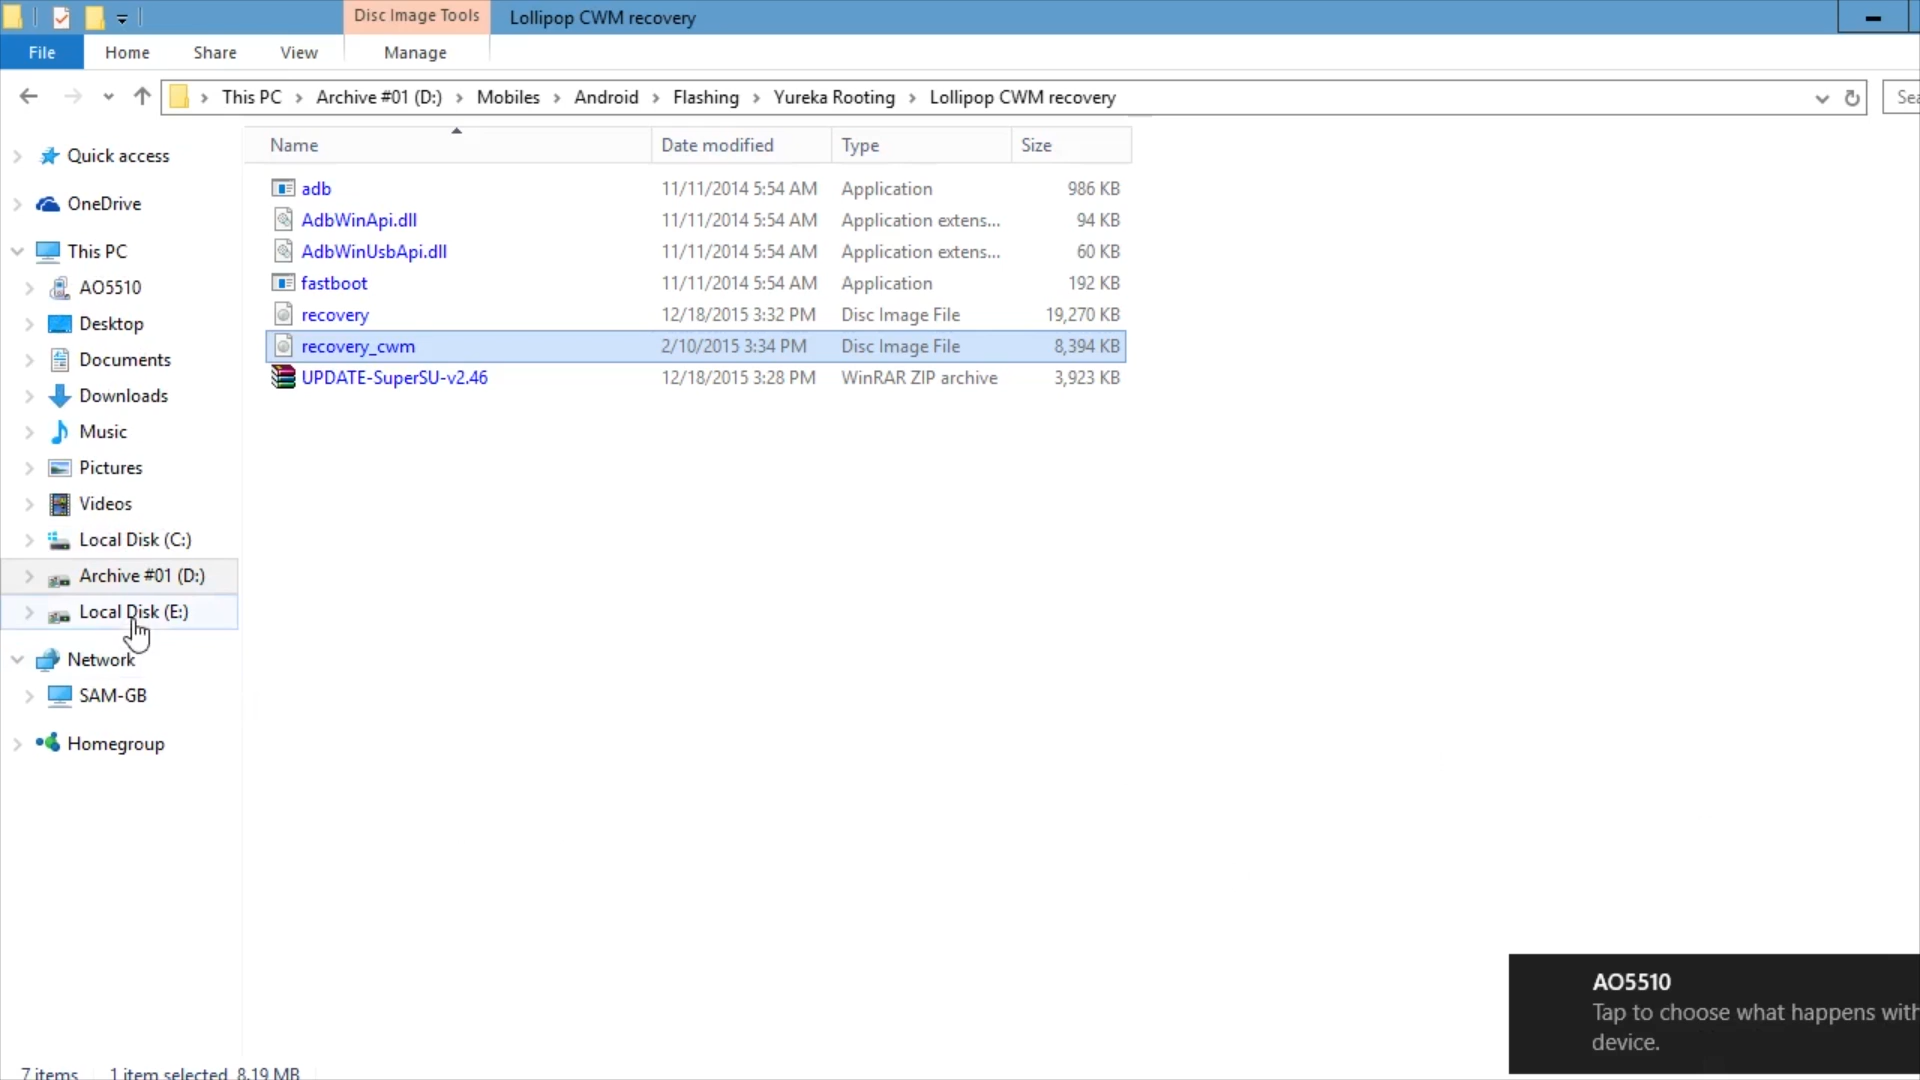 Disc Image Tools
Lollipop CWM recovery
File Home Share View Manage
This PC Archive #01 (D:) Mobiles Android Flashing Yureka Rooting Lollipop CWM recovery
Name Date modified Type Size
adb 11/11/2014 5:54 AM Application 986 KB
AdbWinApi.dll 11/11/2014 5:54 AM Application extens... 94 KB
AdbWinUsbApi.dll 11/11/2014 5:54 AM Application extens... 60 KB
fastboot 11/11/2014 5:54 AM Application 192 KB
recovery 12/18/2015 3:32 PM Disc Image File 19,270 KB
recovery_cwm 2/10/2015 3:34 PM Disc Image File 8,394 KB
UPDATE-SuperSU-v2.46 12/18/2015 3:28 PM WinRAR ZIP archive 3,923 KB
Quick access
OneDrive
This PC
AO5510
Desktop
Documents
Downloads
Music
Pictures
Videos
Local Disk (C:)
Archive #01 (D:)
Local Disk (E:)
Network
SAM-GB
Homegroup
AO5510
Tap to choose what happens with
device.
7 items 1 item selected 8.19 MB